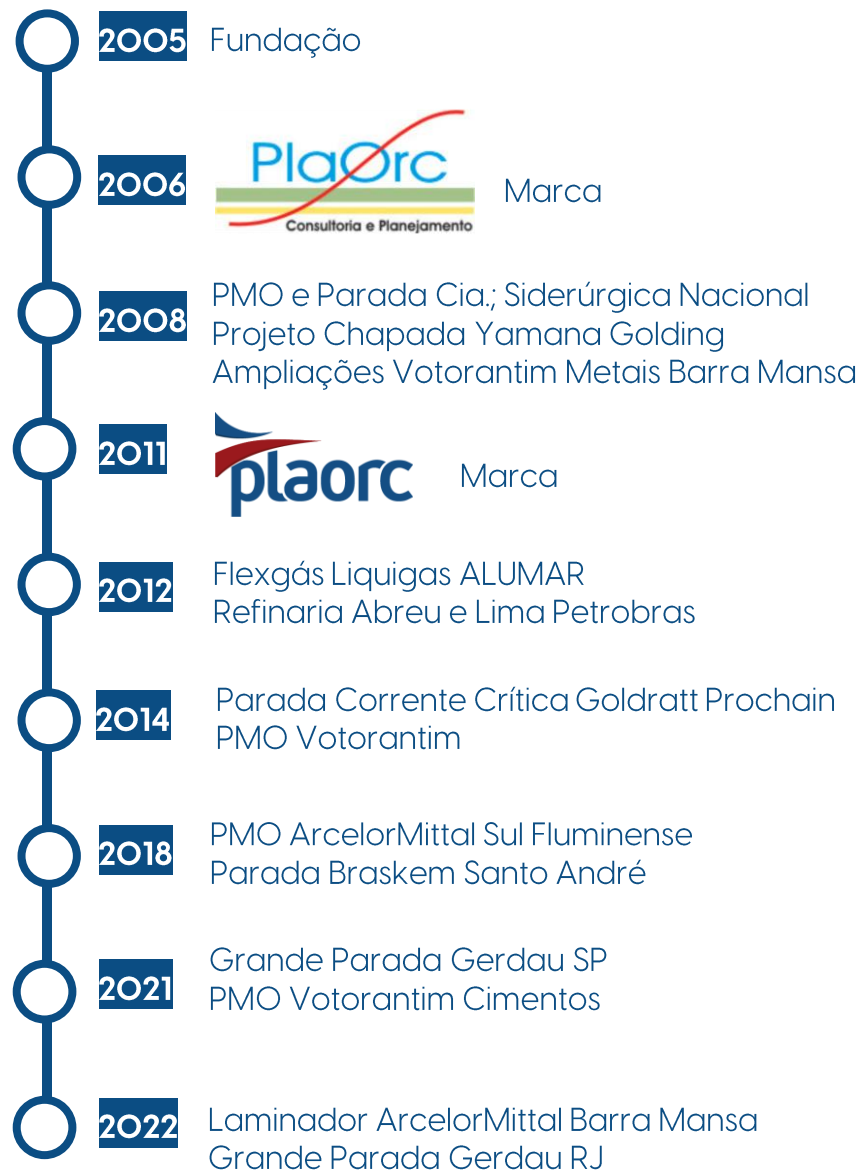 2005 Fundação
PlaOrc
Consultoria e Planejamento
2006 Marca
2008 PMO e Parada Cia.; Siderúrgica Nacional
Projeto Chapada Yamana Golding
Ampliações Votorantim Metais Barra Mansa
2011 plaorc Marca
2012 Flexgás Liquigas ALUMAR
Refinaria Abreu e Lima Petrobras
2014 Parada Corrente Crítica Goldratt Prochain
PMO Votorantim
2018 PMO ArcelorMittal Sul Fluminense
Parada Braskem Santo André
2021 Grande Parada Gerdau SP
PMO Votorantim Cimentos
2022 Laminador ArcelorMittal Barra Mansa
Grande Parada Gerdau RJ